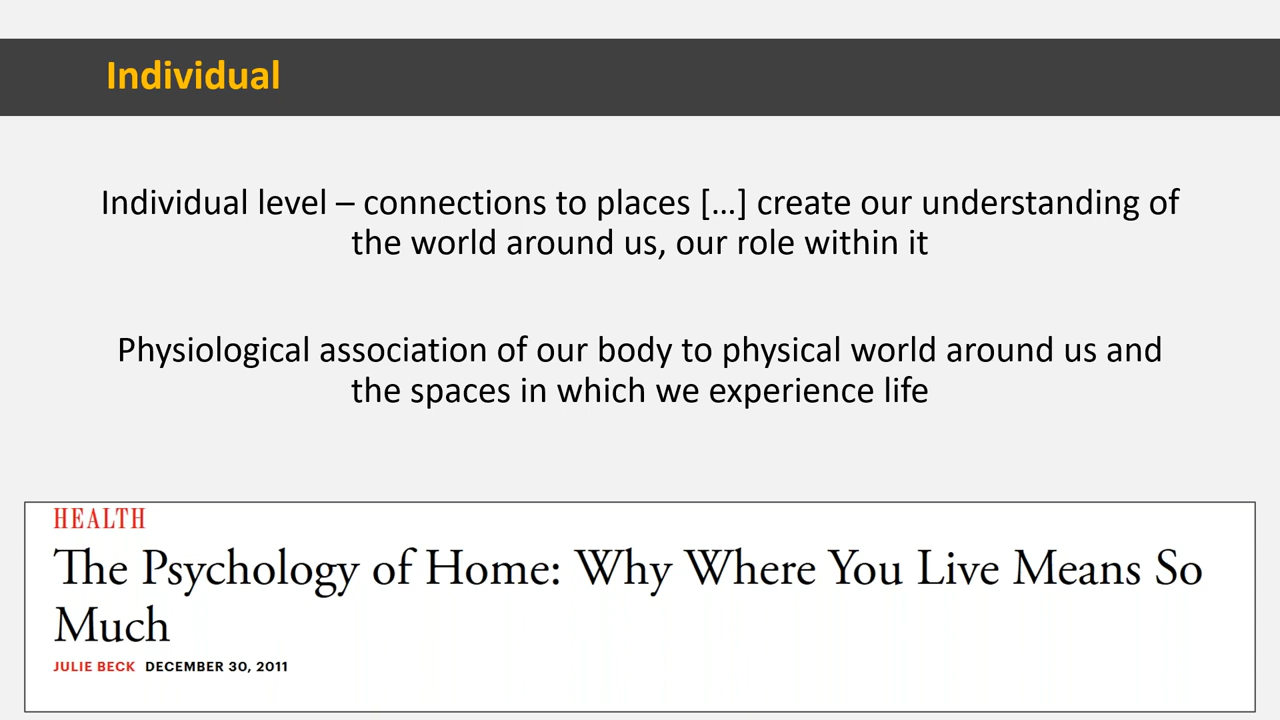 Individual
Individual level – connections to places […] create our understanding of
the world around us, our role within it
Physiological association of our body to physical world around us and
the spaces in which we experience life
HEALTH
The Psychology of Home: Why Where You Live Means So
Much
JULIE BECK DECEMBER 30, 2011